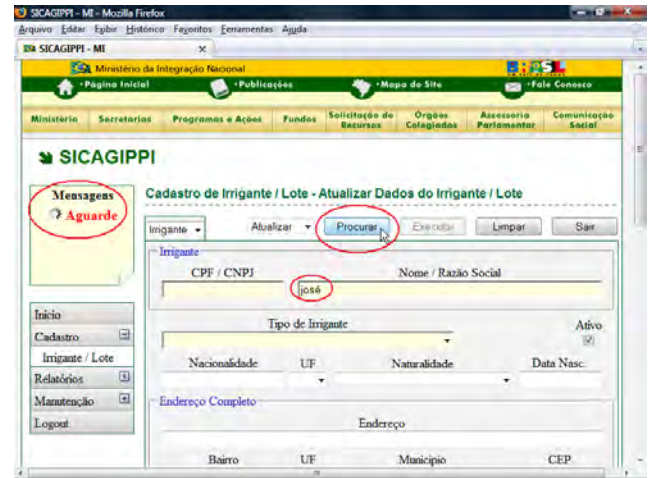 SICAGIPPI - MI - Mozilla Firefox
Arquivo Editar Exibir Histórico Favoritos Ferramentas Ajuda
SICAGIPPI - MI
Ministério da Integração Nacional
Página Inicial Publicações Mapa do Site Fale Conosco
Ministério Secretarias Programas e Ações Fundos Solicitação de Recursos Orgãos Colegiados Assessoria Parlamentar Comunicação Social
SICAGIPPI
Mensagens
Aguarde
Cadastro de Irrigante / Lote - Atualizar Dados do Irrigante / Lote
Irrigante Atualizar Procurar Executar Limpar Sair
Irrigante
CPF / CNPJ Nome / Razão Social
josé
Tipo de Irrigante Ativo
Nacionalidade UF Naturalidade Data Nasc.
Endereço Completo
Endereço
Bairro UF Município CEP
Início
Cadastro
Irrigante / Lote
Relatórios
Manutenção
Logout